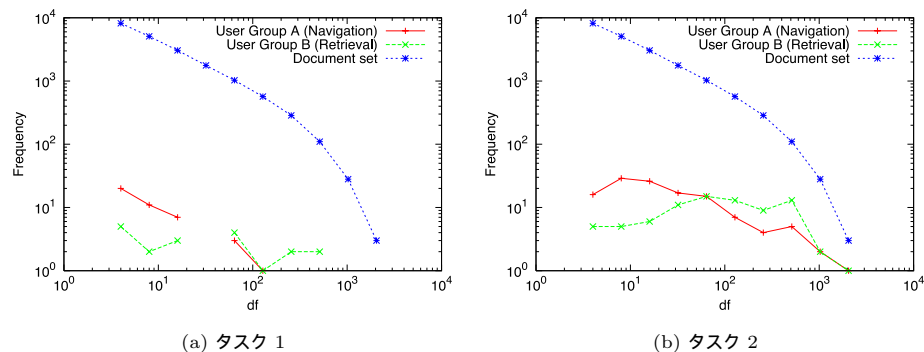 10^4
10^3
10^2
10^1
10^0
Frequency
User Group A (Navigation)
User Group B (Retrieval)
Document set
10^0 10^1 10^2 10^3 10^4
df
(a) タスク 1
10^4
10^3
10^2
10^1
10^0
Frequency
User Group A (Navigation)
User Group B (Retrieval)
Document set
10^0 10^1 10^2 10^3 10^4
df
(b) タスク 2